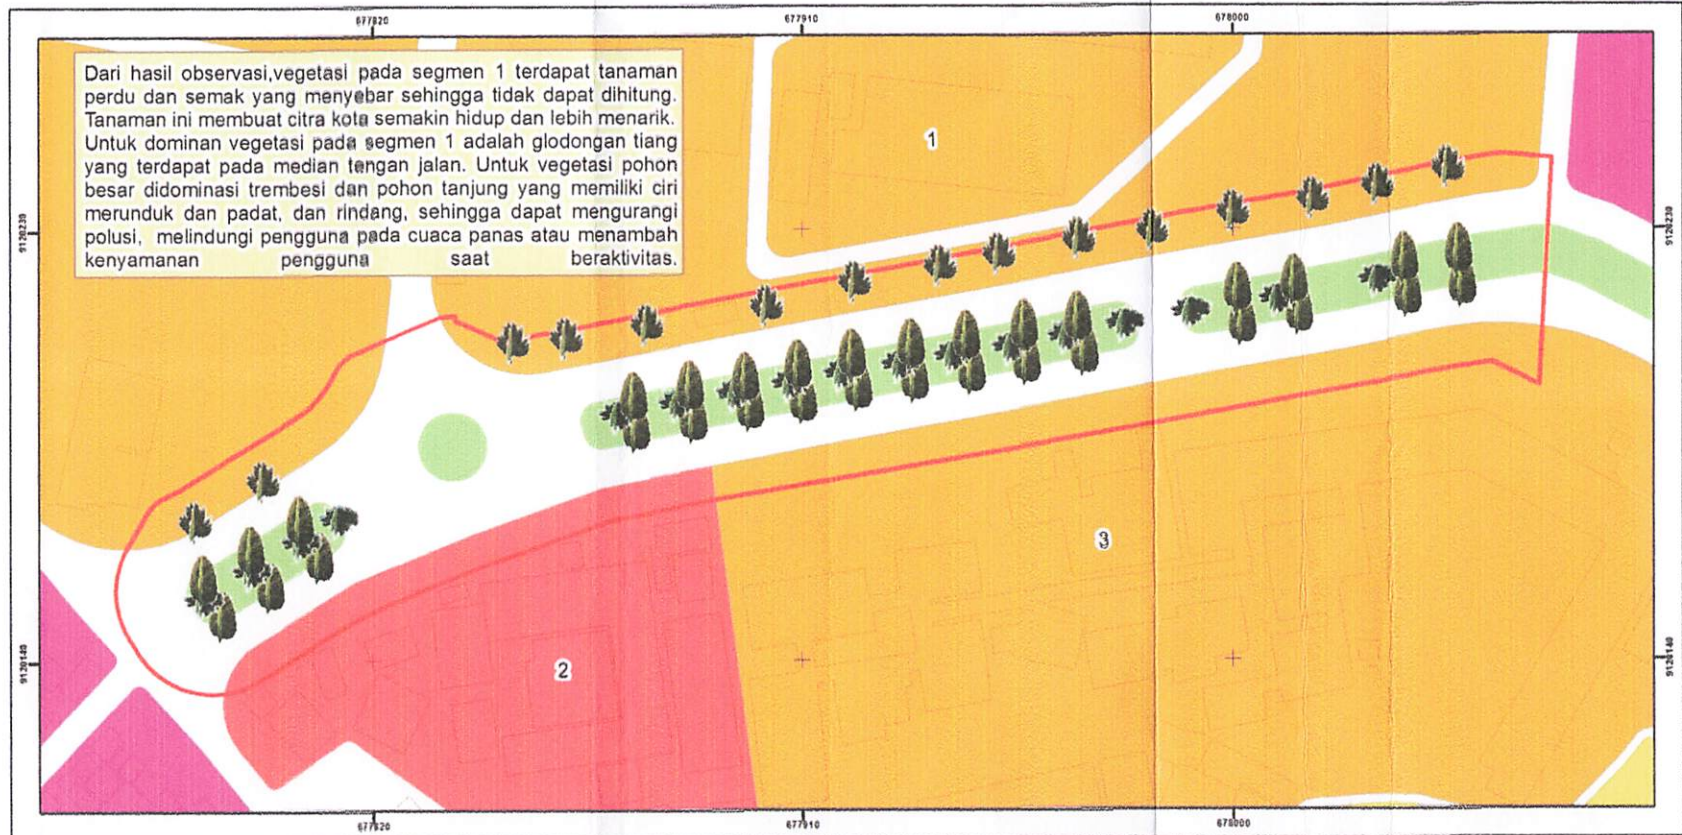 677820 677910 678000
Dari hasil observasi,vegetasi pada segmen 1 terdapat tanaman
perdu dan semak yang menyebar sehingga tidak dapat dihitung.
Tanaman ini membuat citra kota semakin hidup dan lebih menarik.
Untuk dominan vegetasi pada segmen 1 adalah glodongan tiang
yang terdapat pada median tengan jalan. Untuk vegetasi pohon
besar didominasi trembesi dan pohon tanjung yang memiliki ciri
merunduk dan padat, dan rindang, sehingga dapat mengurangi
polusi, melindungi pengguna pada cuaca panas atau menambah
kenyamanan pengguna saat beraktivitas.
1
9120230 9120230
3
2
9120140 9120140
677820 677910 678000